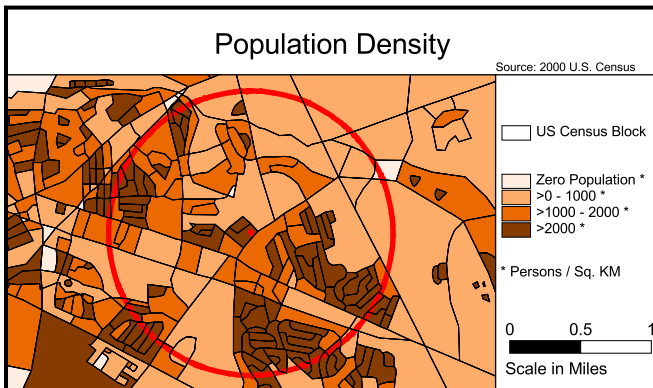 Population Density
Source: 2000 U.S. Census
US Census Block
Zero Population *
>0 - 1000 *
>1000 - 2000 *
>2000 *
* Persons / Sq. KM
0 0.5 1
Scale in Miles